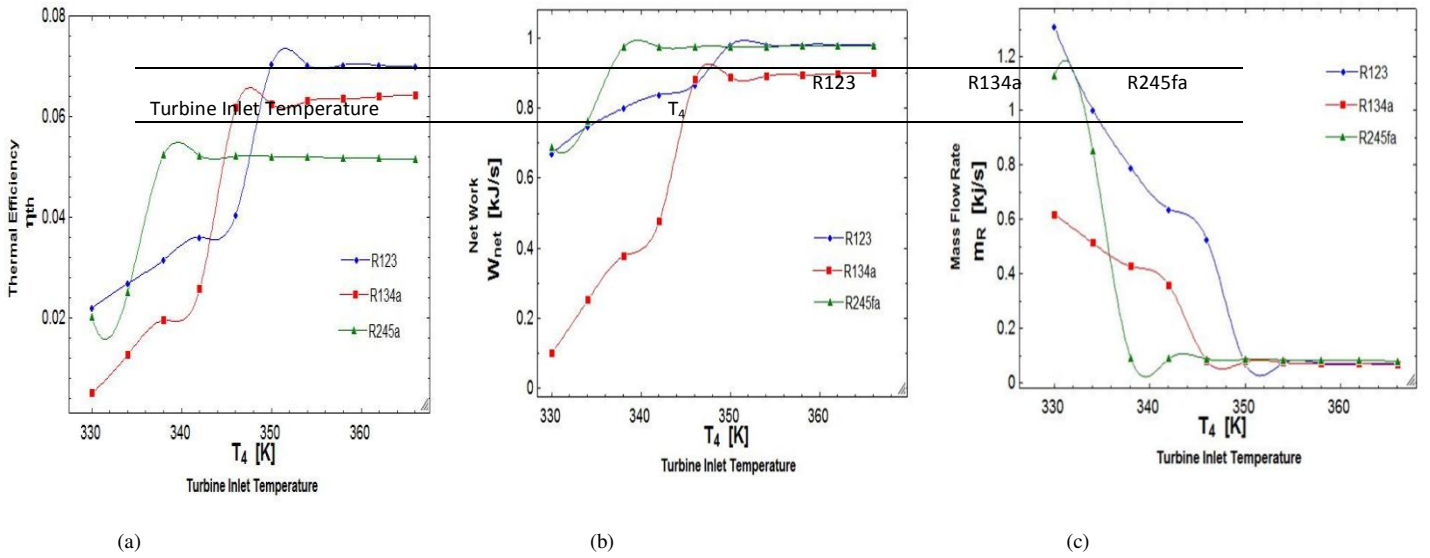 0.08
0.06
0.04
0.02
Thermal Efficiency
ηth
R123
R134a
R245a
330 340 350 360
T4 [K]
Turbine Inlet Temperature
(a)
1
0.8
0.6
0.4
0.2
0
Net Work
Wnet [kJ/s]
R123
R134a
R245fa
330 340 350 360
T4 [K]
Turbine Inlet Temperature
(b)
1.2
1
0.8
0.6
0.4
0.2
0
Mass Flow Rate
mR [kj/s]
R123
R134a
R245fa
330 340 350 360
T4 [K]
Turbine Inlet Temperature
(c)
R123 R134a R245fa
Turbine Inlet Temperature T4